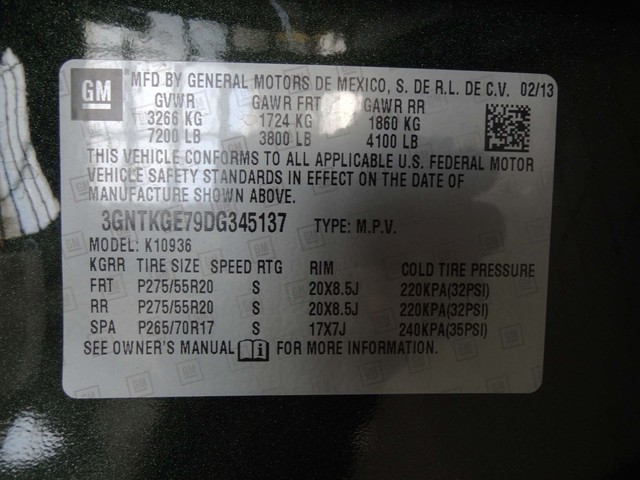 GM
MFD BY GENERAL MOTORS DE MEXICO, S. DE R.L. DE C.V. 02/13
GVWR GAWR FRT GAWR RR
3266 KG 1724 KG 1860 KG
7200 LB 3800 LB 4100 LB
THIS VEHICLE CONFORMS TO ALL APPLICABLE U.S. FEDERAL MOTOR
VEHICLE SAFETY STANDARDS IN EFFECT ON THE DATE OF
MANUFACTURE SHOWN ABOVE.
3GNTKGE79DG345137 TYPE: M.P.V.
MODEL: K10936
KGRR TIRE SIZE SPEED RTG RIM COLD TIRE PRESSURE
FRT P275/55R20 S 20X8.5J 220KPA(32PSI)
RR P275/55R20 S 20X8.5J 220KPA(32PSI)
SPA P265/70R17 S 17X7J 240KPA(35PSI)
SEE OWNER'S MANUAL i FOR MORE INFORMATION.